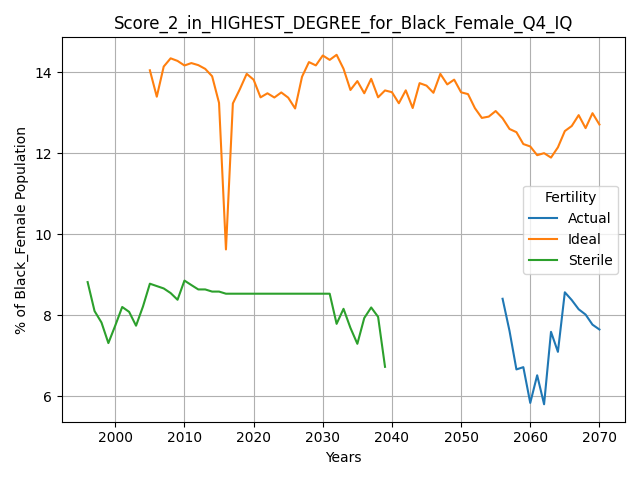 Score_2_in_HIGHEST_DEGREE_for_Black_Female_Q4_IQ
% of Black_Female Population
14
12
10
8
6
Fertility
Actual
Ideal
Sterile
2000 2010 2020 2030 2040 2050 2060 2070
Years